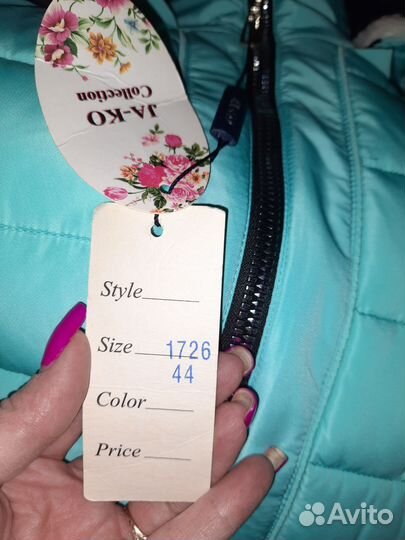 JA-KO
Collection
Style
Size 1726
44
Color
Price
Avito